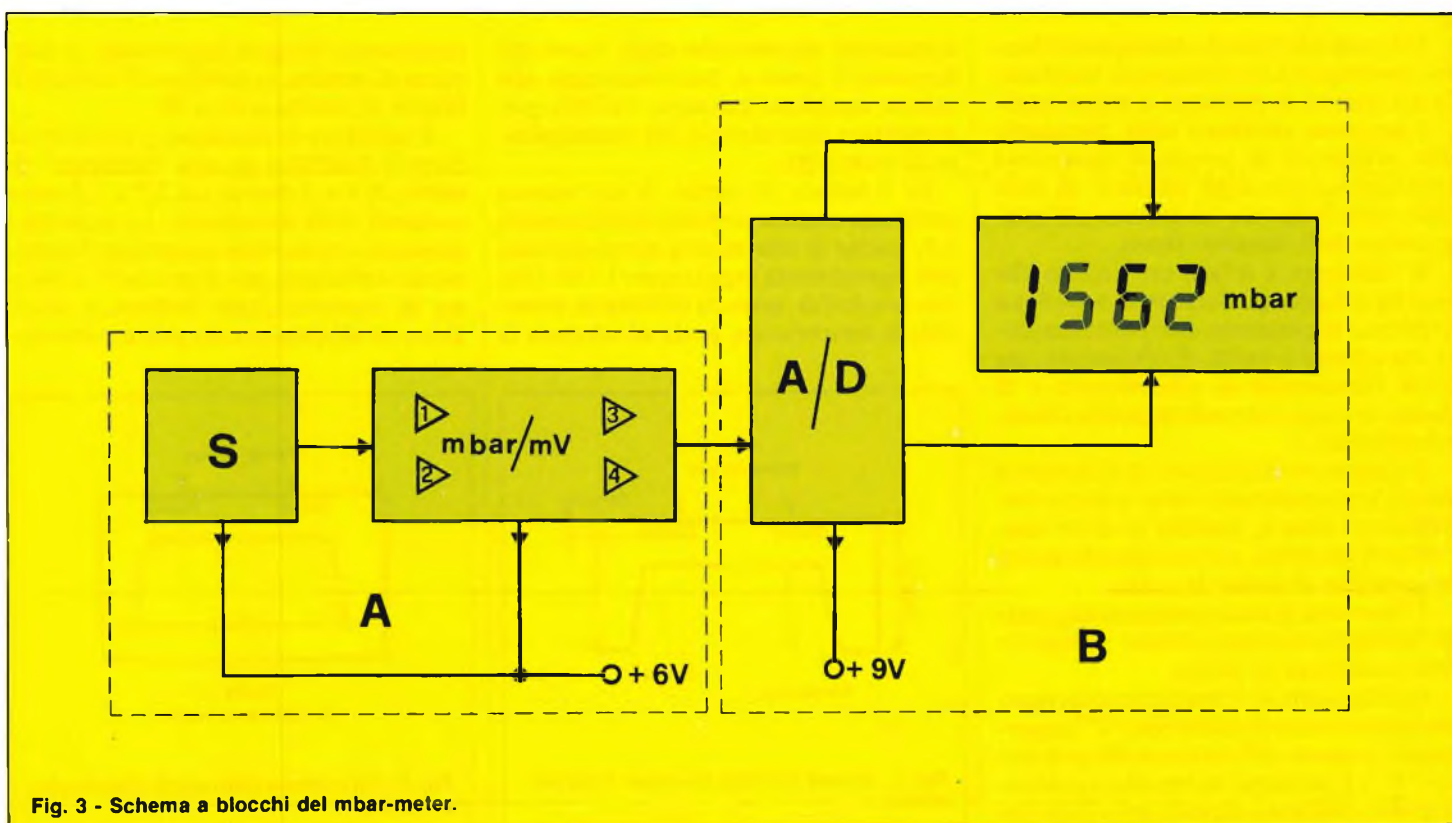 1562 mbar
A/D
S
1
3
mbar/mV
2
4
A
+ 6V
+ 9V
B
Fig. 3 - Schema a blocchi del mbar-meter.